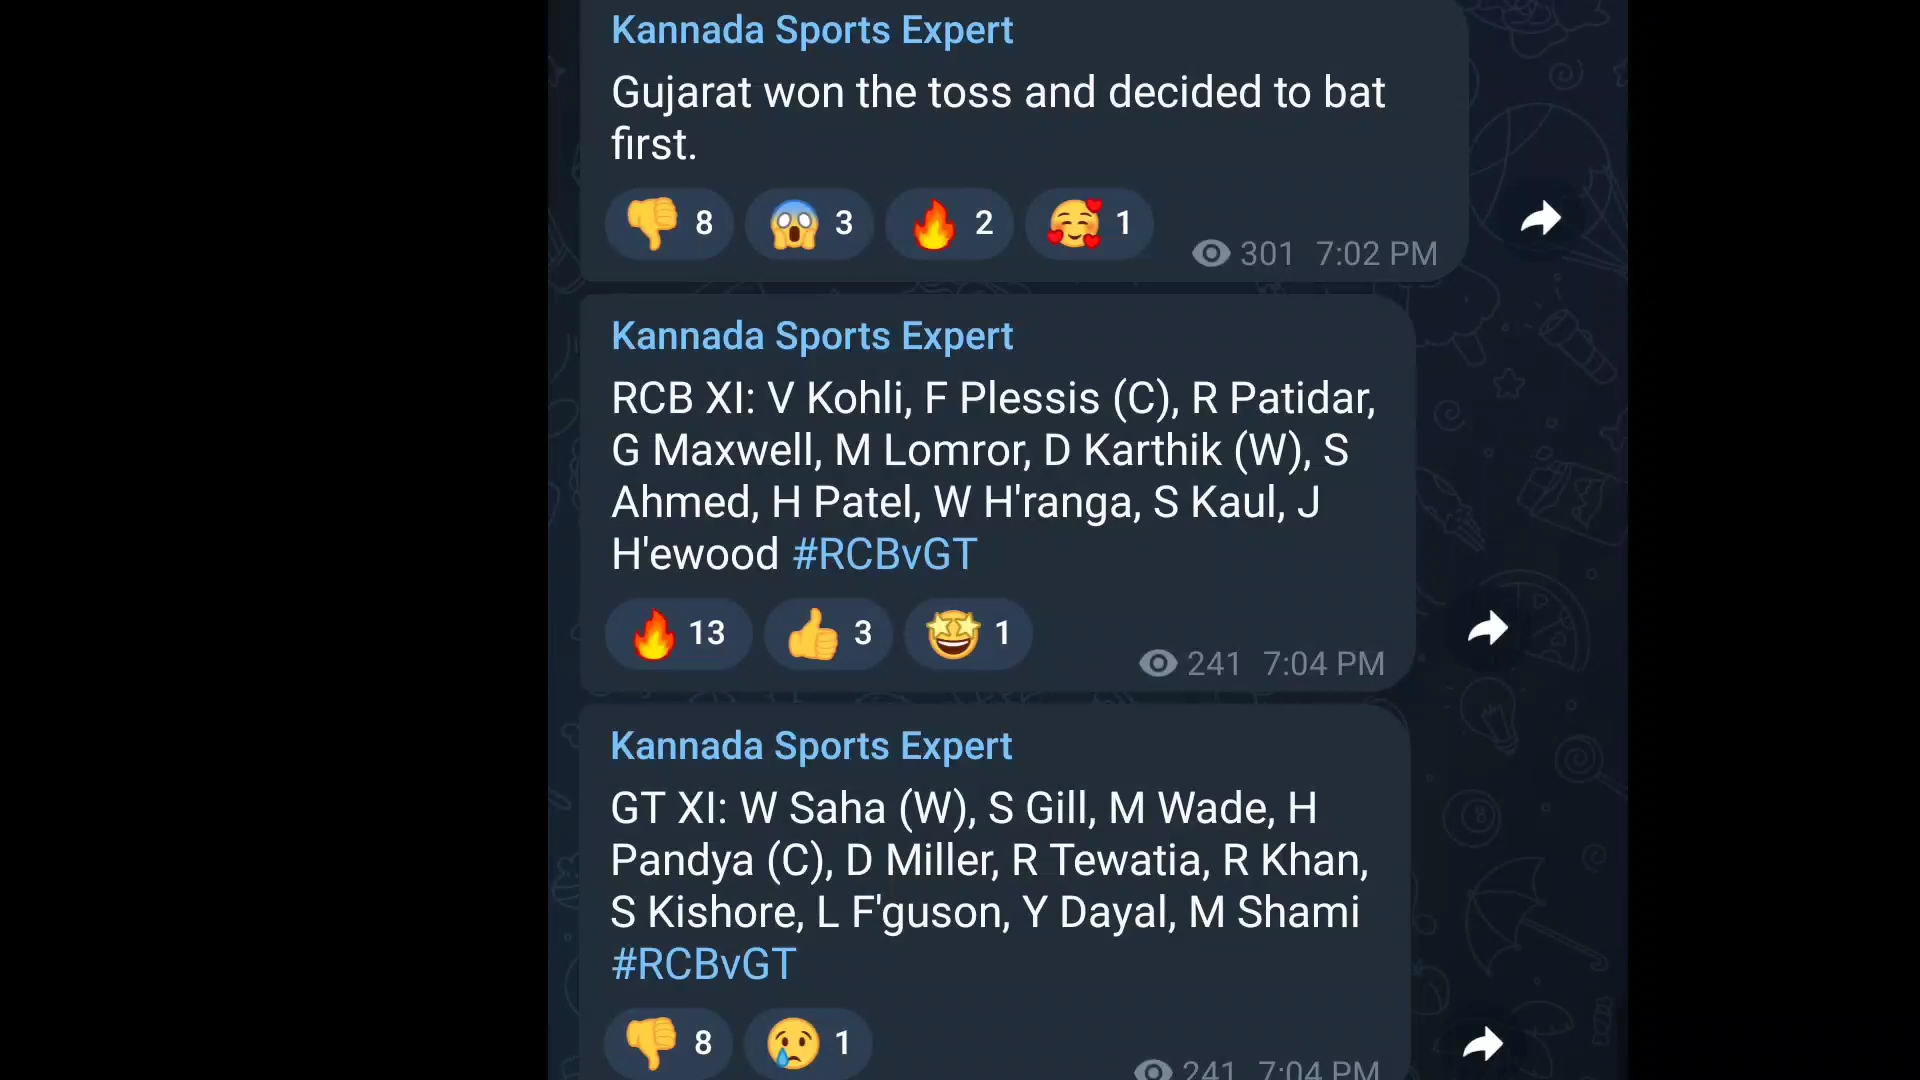 Kannada Sports Expert
Gujarat won the toss and decided to bat
first.
8 3 2 1
301 7:02 PM
Kannada Sports Expert
RCB XI: V Kohli, F Plessis (C), R Patidar,
G Maxwell, M Lomror, D Karthik (W), S
Ahmed, H Patel, W H'ranga, S Kaul, J
H'ewood #RCBvGT
13 3 1
241 7:04 PM
Kannada Sports Expert
GT XI: W Saha (W), S Gill, M Wade, H
Pandya (C), D Miller, R Tewatia, R Khan,
S Kishore, L F'guson, Y Dayal, M Shami
#RCBvGT
8 1
241 7:04 PM